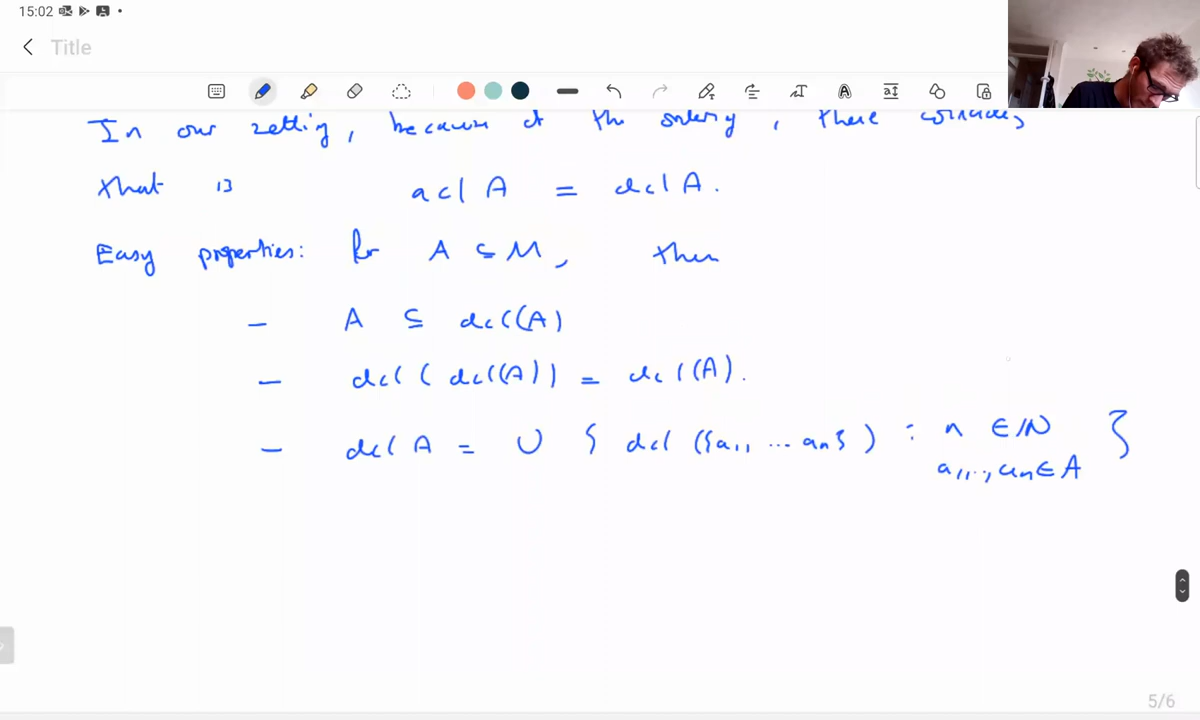 15:02
Title
In our setting, because of the ordering, these coincide,
that is acl A = dcl A.
Easy properties: for A ⊆ M, then
- A ⊆ dcl(A)
- dcl(dcl(A)) = dcl(A).
- dcl A = ∪ { dcl({a1, ... an}) : n ∈ ℕ
a1, .., an ∈ A }
5/6